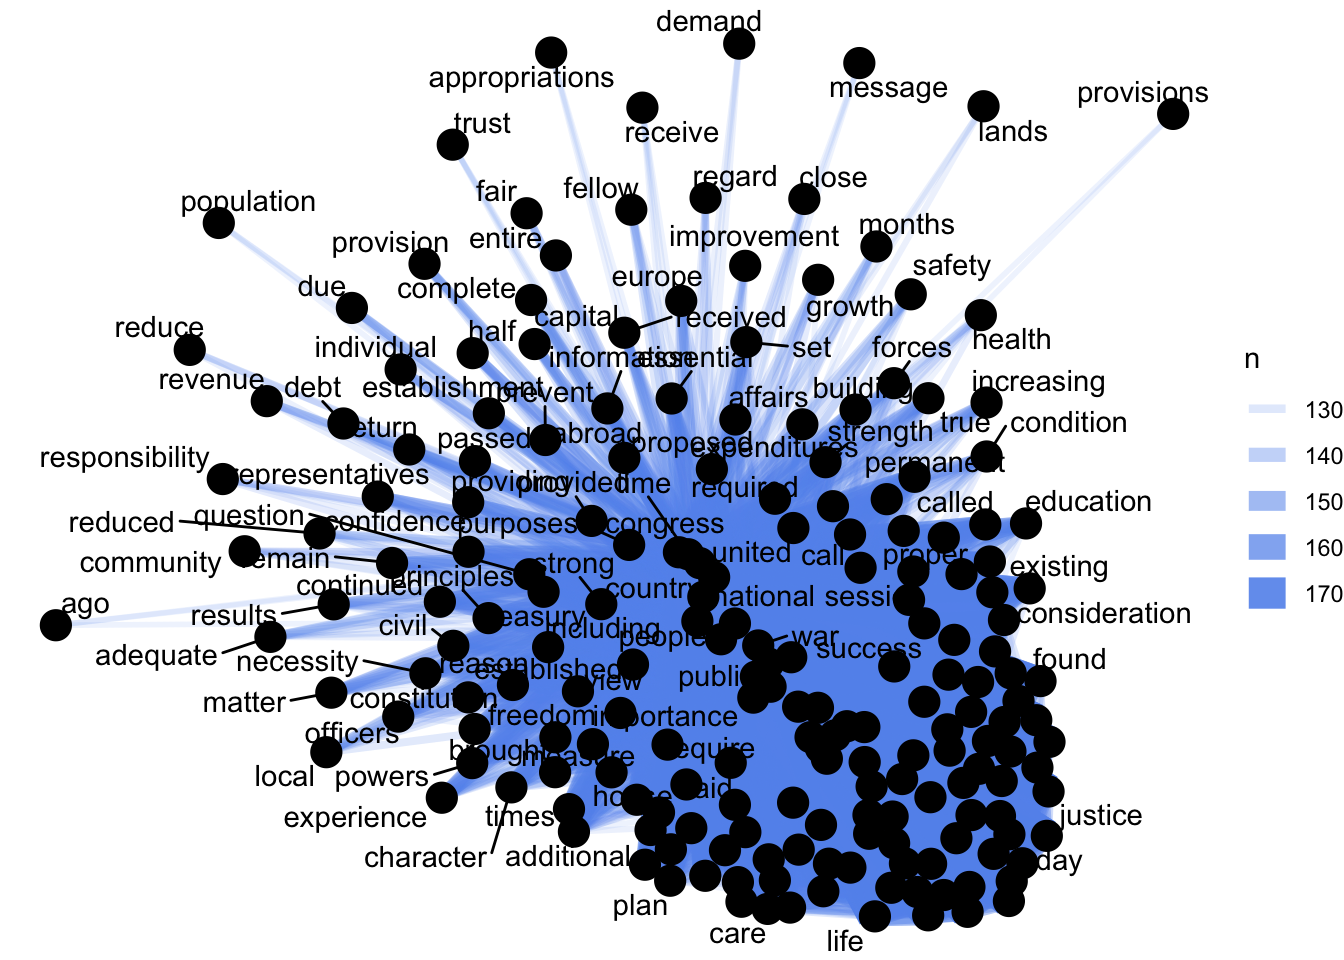 demand
appropriations
message
provisions
receive
lands
trust
regard
close
fair
fellow
population
months
entire
improvement
provision
safety
europe
due
complete
growth
capital
received
reduce
half
health
individual
information
essential
set
forces
revenue
debt
establishment
prevent
affairs
building
increasing
return
true
condition
passed
abroad
proposed
expenditures
strength
responsibility
representatives
permanent
providing
provided
time
required
called
education
reduced
question
confidence
purposes
congress
community
remain
strong
united
call
proper
existing
continued
principles
country
national
ago
results
treasury
including
consideration
civil
people
war
adequate
necessity
reason
established
view
public
success
found
matter
constitution
freedom
importance
officers
brought
measure
require
local
powers
house
aid
experience
times
justice
character
additional
day
plan
care
life
n
130
140
150
160
170